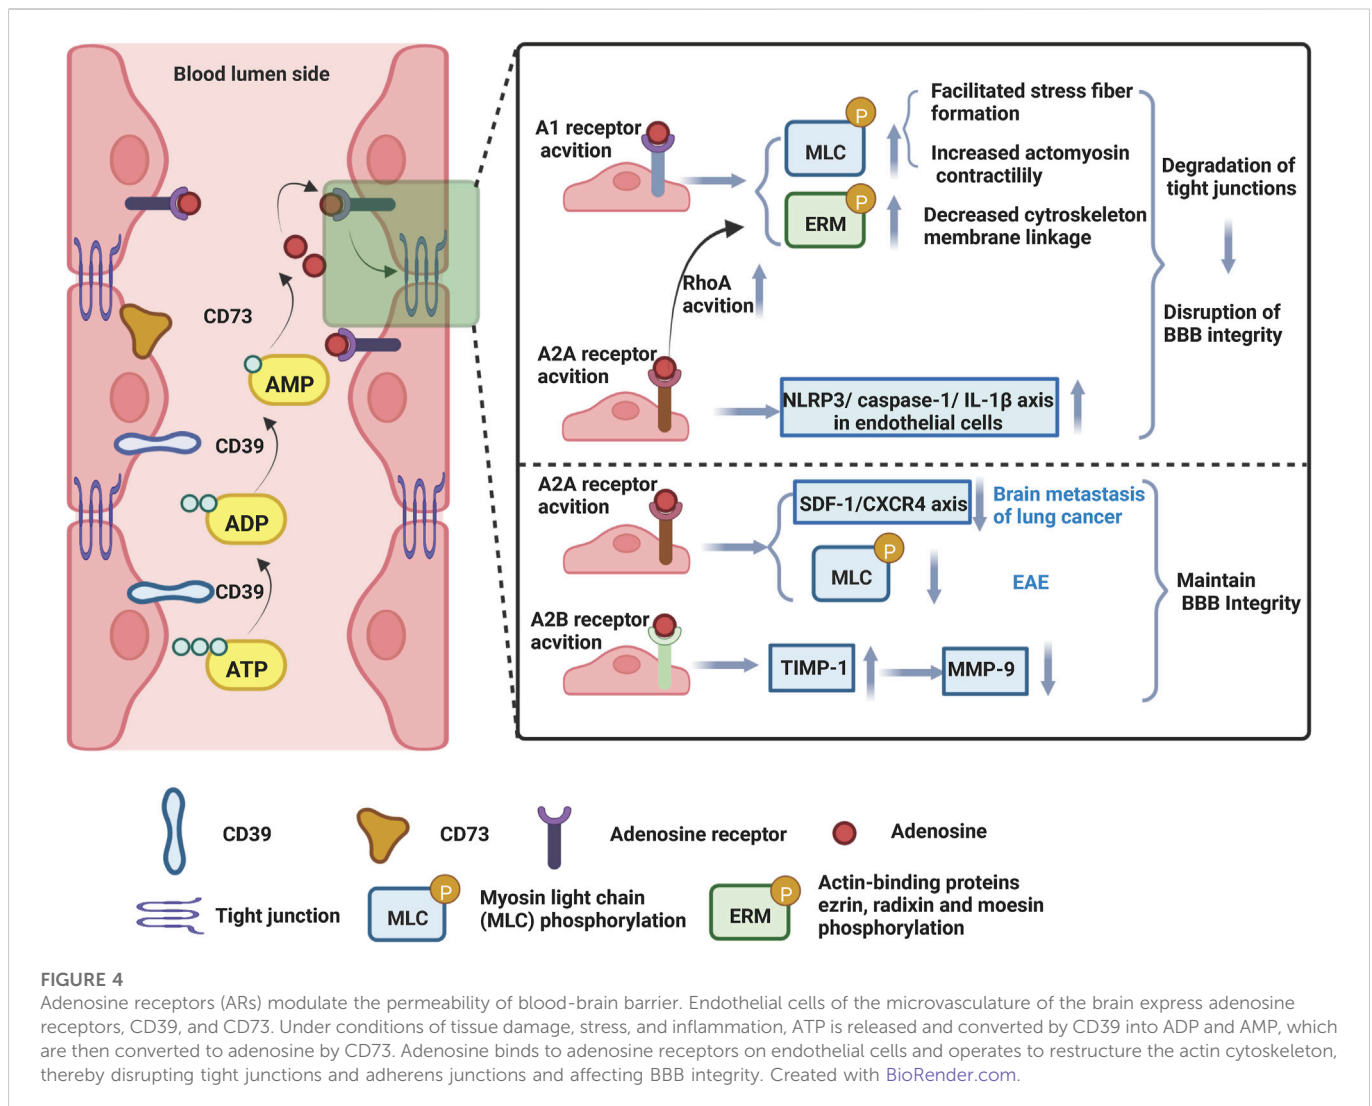 Blood lumen side
CD73
AMP
CD39
ADP
CD39
ATP
A1 receptor
acvition
MLC
P
ERM
P
Facilitated stress fiber
formation
Increased actomyosin
contractilily
Decreased cytroskeleton
membrane linkage
Degradation of
tight junctions
Disruption of
BBB integrity
RhoA
acvition
A2A receptor
acvition
NLRP3/ caspase-1/ IL-1β axis
in endothelial cells
A2A receptor
acvition
SDF-1/CXCR4 axis
Brain metastasis
of lung cancer
MLC
P
EAE
Maintain
BBB Integrity
A2B receptor
acvition
TIMP-1
MMP-9
CD39
CD73
Adenosine receptor
Adenosine
Tight junction
MLC
P
Myosin light chain
(MLC) phosphorylation
ERM
P
Actin-binding proteins
ezrin, radixin and moesin
phosphorylation
FIGURE 4
Adenosine receptors (ARs) modulate the permeability of blood-brain barrier. Endothelial cells of the microvasculature of the brain express adenosine
receptors, CD39, and CD73. Under conditions of tissue damage, stress, and inflammation, ATP is released and converted by CD39 into ADP and AMP, which
are then converted to adenosine by CD73. Adenosine binds to adenosine receptors on endothelial cells and operates to restructure the actin cytoskeleton,
thereby disrupting tight junctions and adherens junctions and affecting BBB integrity. Created with BioRender.com.